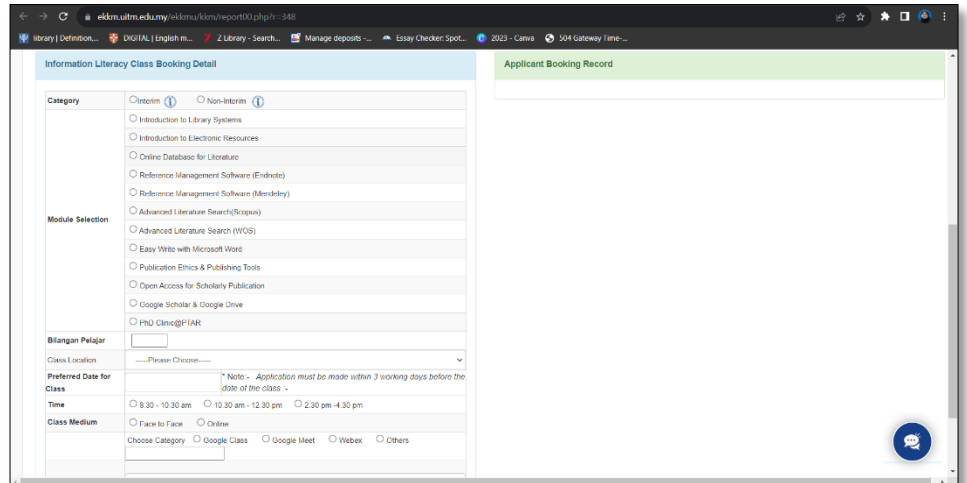 ekkm.uitm.edu.my/ekkmu/kkm/report00.php?r=348
library | Definition,... DIGITAL | English m... Z Library - Search... Manage deposits -... Essay Checker: Spot... 2023 - Canva 504 Gateway Time-...
Information Literacy Class Booking Detail
Applicant Booking Record
Category Interim Non-Interim
Module Selection
Introduction to Library Systems
Introduction to Electronic Resources
Online Database for Literature
Reference Management Software (Endnote)
Reference Management Software (Mendeley)
Advanced Literature Search(Scopus)
Advanced Literature Search (WOS)
Easy Write with Microsoft Word
Publication Ethics & Publishing Tools
Open Access for Scholarly Publication
Google Scholar & Google Drive
PhD Clinic@PTAR
Bilangan Pelajar
Class Location -----Please Choose-----
Preferred Date for Class
* Note:- Application must be made within 3 working days before the
date of the class :-
Time 8.30 - 10.30 am 10.30 am - 12.30 pm 2.30 pm -4.30 pm
Class Medium Face to Face Online
Choose Category Google Class Google Meet Webex Others